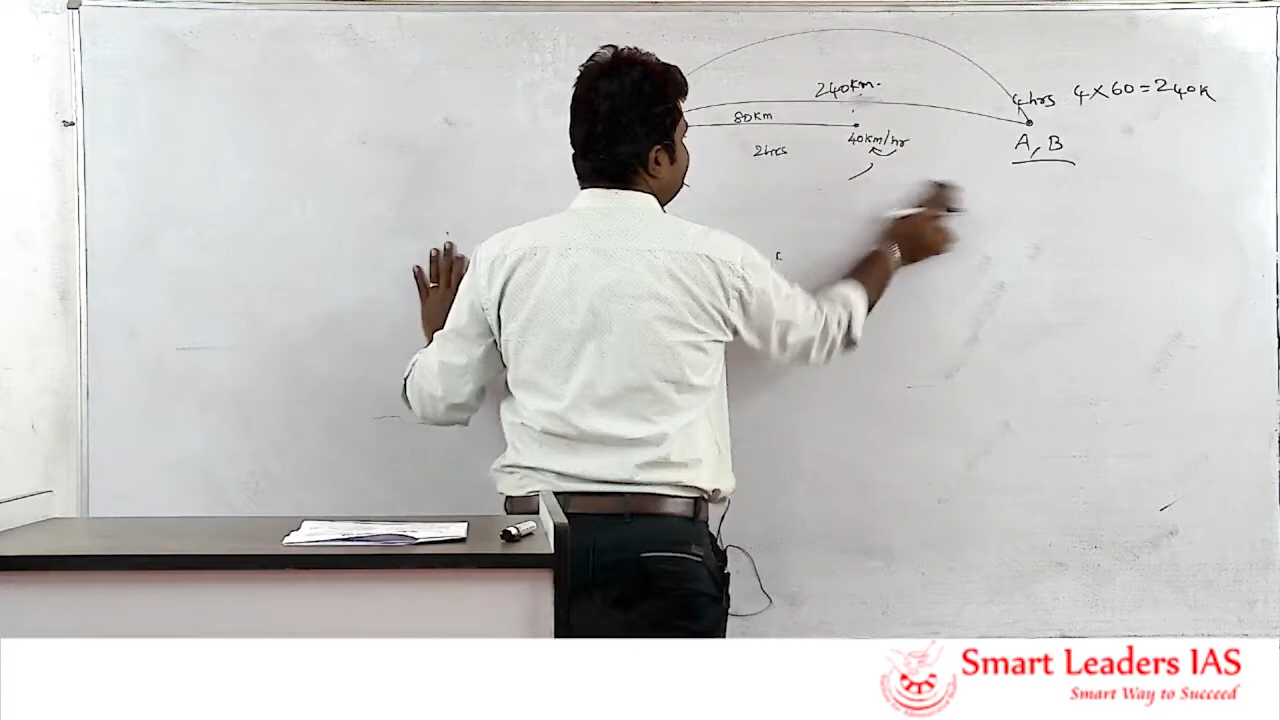 240km.
4hrs 4×60=240k
80km
40km/hr
A, B
2hrs
Smart Leaders IAS
Smart Way to Succeed